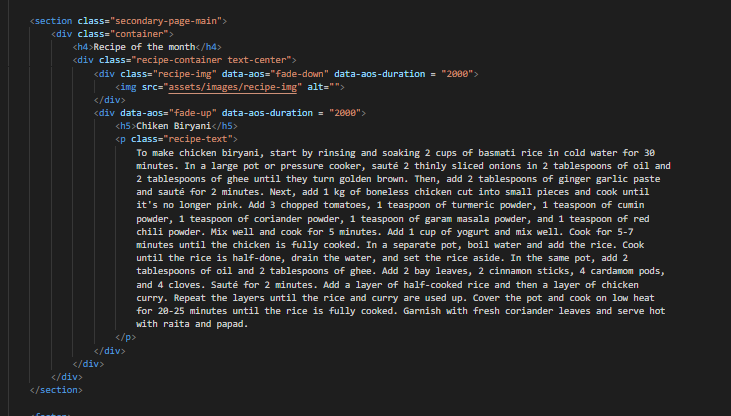 <section class="secondary-page-main">
<div class="container">
<h4>Recipe of the month</h4>
<div class="recipe-container text-center">
<div class="recipe-img" data-aos="fade-down" data-aos-duration = "2000">
<img src="assets/images/recipe-img" alt="">
</div>
<div data-aos="fade-up" data-aos-duration = "2000">
<h5>Chiken Biryani</h5>
<p class="recipe-text">
To make chicken biryani, start by rinsing and soaking 2 cups of basmati rice in cold water for 30
minutes. In a large pot or pressure cooker, sauté 2 thinly sliced onions in 2 tablespoons of oil and
2 tablespoons of ghee until they turn golden brown. Then, add 2 tablespoons of ginger garlic paste
and sauté for 2 minutes. Next, add 1 kg of boneless chicken cut into small pieces and cook until
it's no longer pink. Add 3 chopped tomatoes, 1 teaspoon of turmeric powder, 1 teaspoon of cumin
powder, 1 teaspoon of coriander powder, 1 teaspoon of garam masala powder, and 1 teaspoon of red
chili powder. Mix well and cook for 5 minutes. Add 1 cup of yogurt and mix well. Cook for 5-7
minutes until the chicken is fully cooked. In a separate pot, boil water and add the rice. Cook
until the rice is half-done, drain the water, and set the rice aside. In the same pot, add 2
tablespoons of oil and 2 tablespoons of ghee. Add 2 bay leaves, 2 cinnamon sticks, 4 cardamom pods,
and 4 cloves. Sauté for 2 minutes. Add a layer of half-cooked rice and then a layer of chicken
curry. Repeat the layers until the rice and curry are used up. Cover the pot and cook on low heat
for 20-25 minutes until the rice is fully cooked. Garnish with fresh coriander leaves and serve hot
with raita and papad.
</p>
</div>
</div>
</div>
</section>